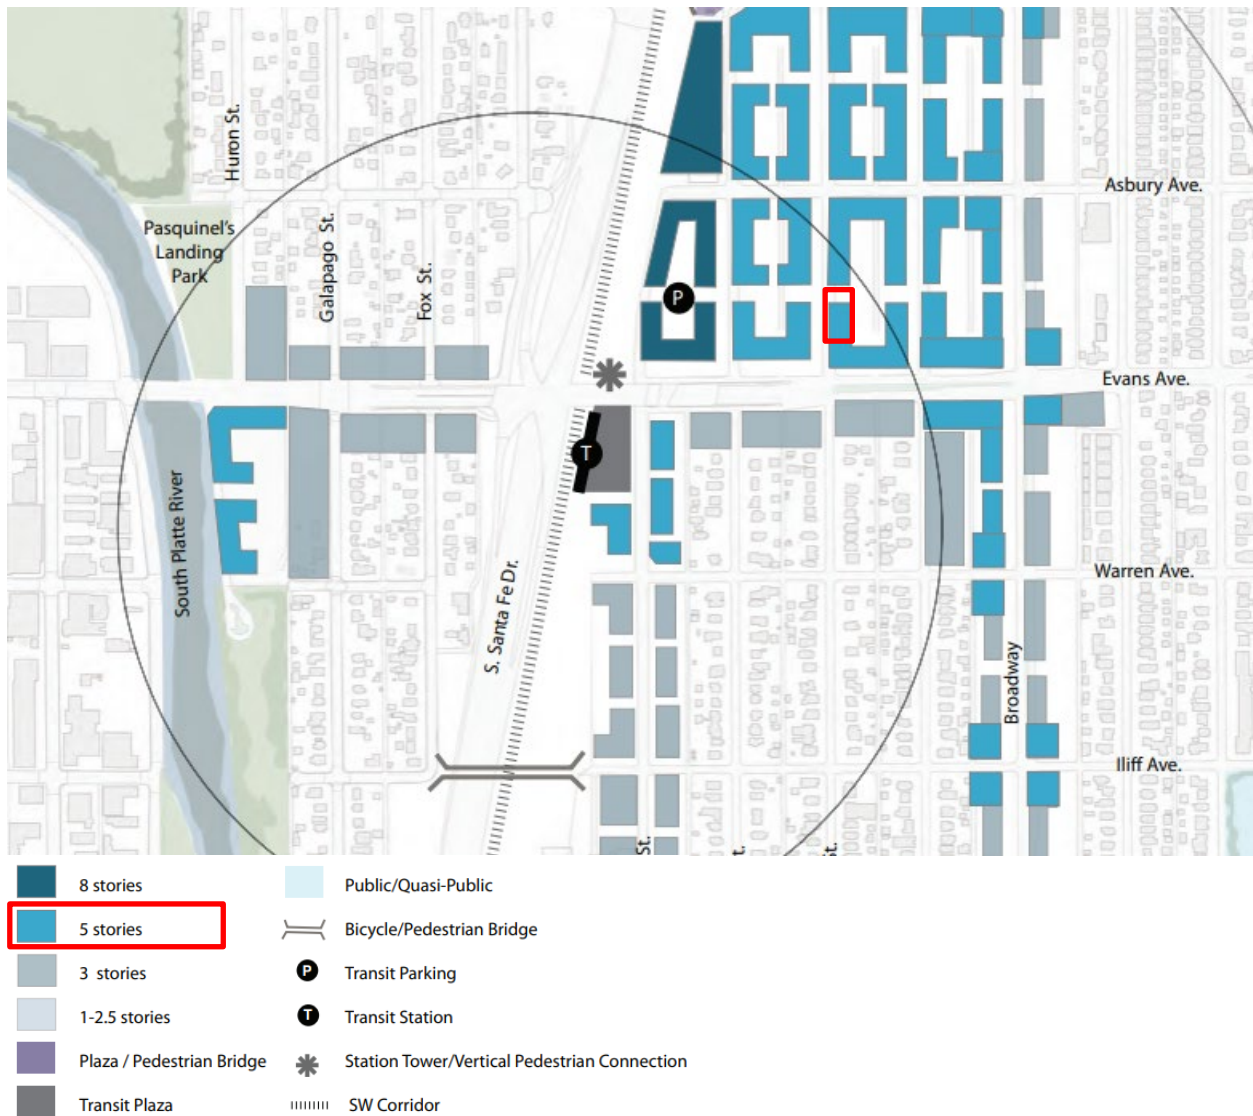 Huron St.
Asbury Ave.
Pasquinel's
Landing
Park
Galapago St.
Fox St.
P
Evans Ave.
T
South Platte River
S. Santa Fe Dr.
Warren Ave.
Broadway
Iliff Ave.
St.
t.
St.
8 stories
Public/Quasi-Public
5 stories
Bicycle/Pedestrian Bridge
3 stories
P
Transit Parking
1-2.5 stories
T
Transit Station
Plaza / Pedestrian Bridge
Station Tower/Vertical Pedestrian Connection
Transit Plaza
SW Corridor